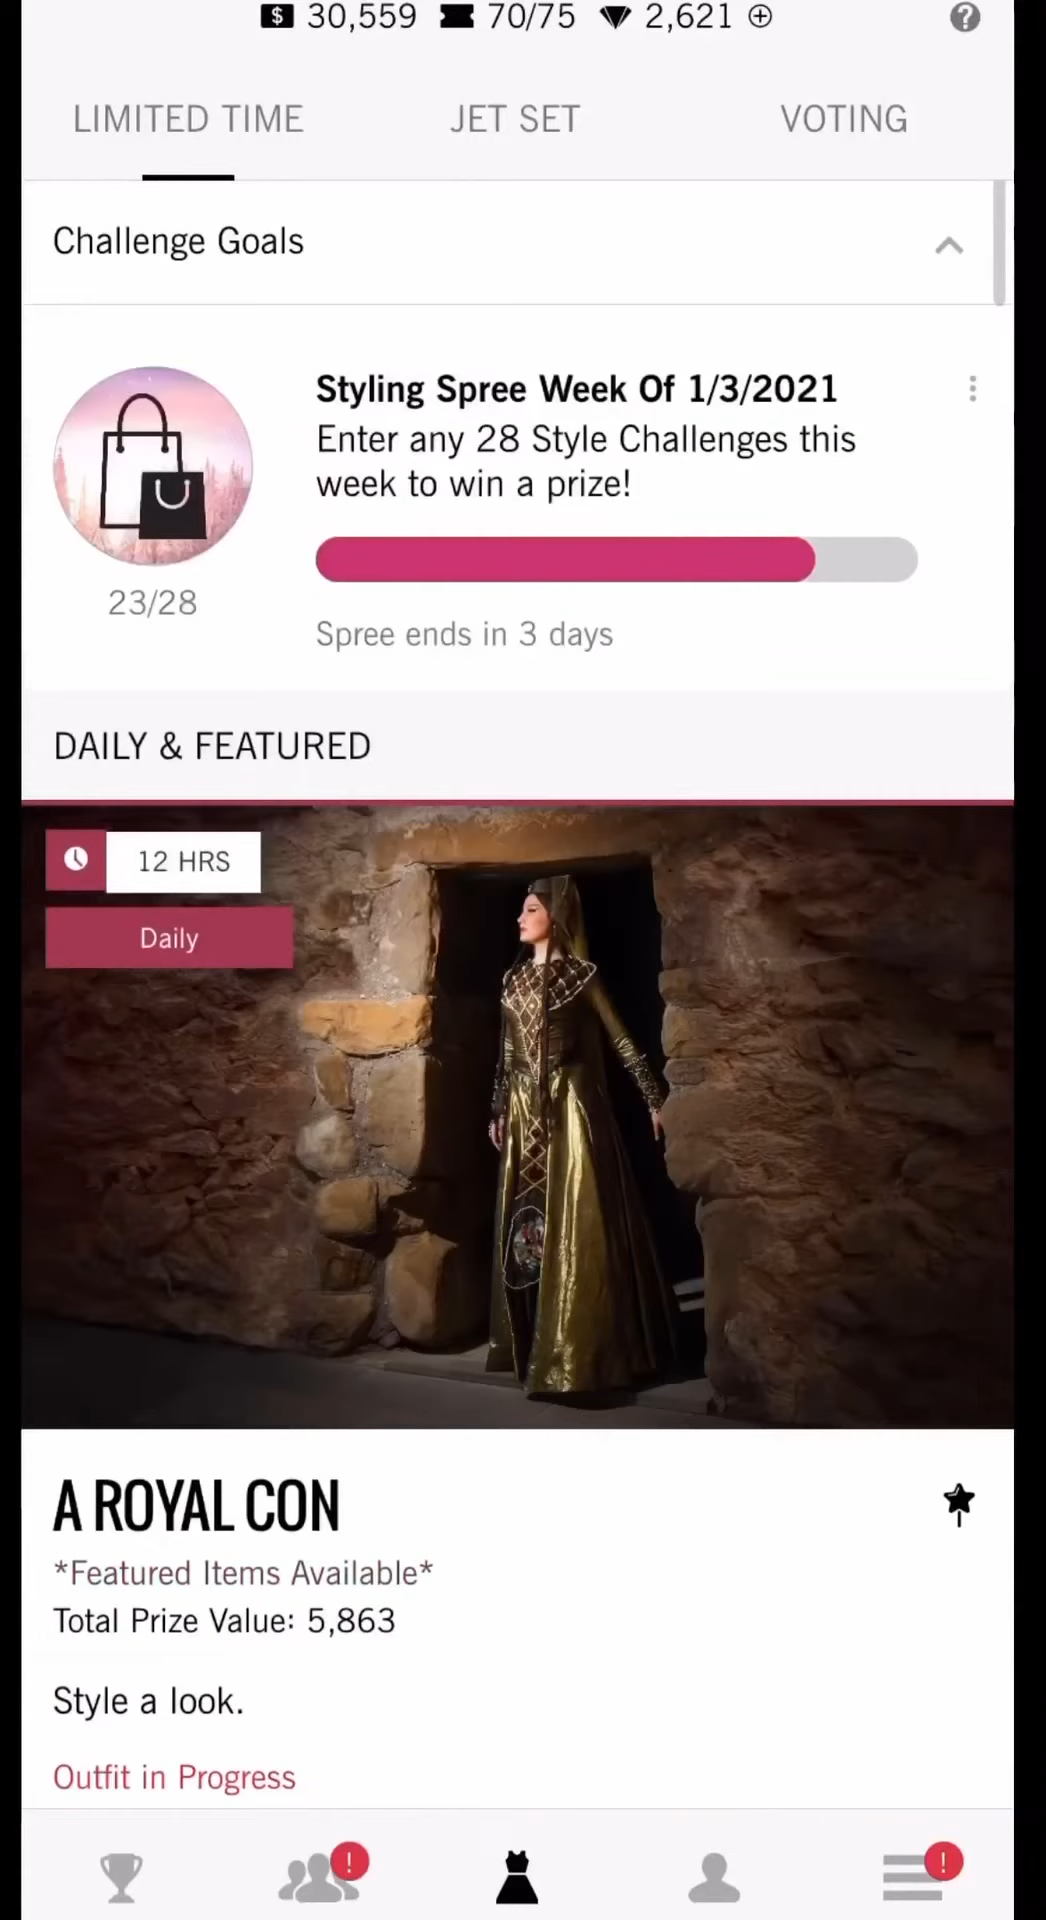 $ 30,559 70/75 2,621
?
LIMITED TIME JET SET VOTING
Challenge Goals
Styling Spree Week Of 1/3/2021
Enter any 28 Style Challenges this
week to win a prize!
23/28
Spree ends in 3 days
DAILY & FEATURED
12 HRS
Daily
A ROYAL CON
*Featured Items Available*
Total Prize Value: 5,863
Style a look.
Outfit in Progress
! !